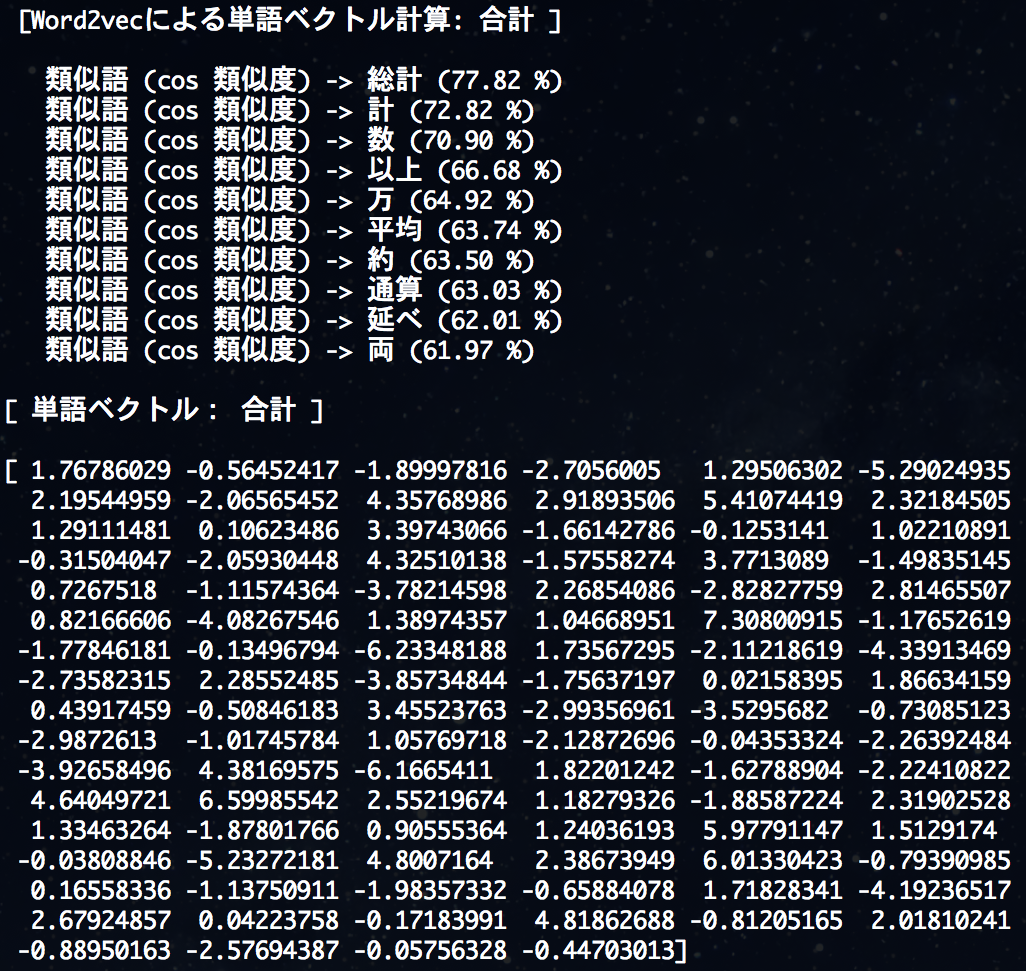 [Word2vecによる単語ベクトル計算: 合計 ]
類似語 (cos 類似度) -> 総計 (77.82 %)
類似語 (cos 類似度) -> 計 (72.82 %)
類似語 (cos 類似度) -> 数 (70.90 %)
類似語 (cos 類似度) -> 以上 (66.68 %)
類似語 (cos 類似度) -> 万 (64.92 %)
類似語 (cos 類似度) -> 平均 (63.74 %)
類似語 (cos 類似度) -> 約 (63.50 %)
類似語 (cos 類似度) -> 通算 (63.03 %)
類似語 (cos 類似度) -> 延べ (62.01 %)
類似語 (cos 類似度) -> 両 (61.97 %)
[ 単語ベクトル : 合計 ]
[ 1.76786029 -0.56452417 -1.89997816 -2.7056005 1.29506302 -5.29024935
2.19544959 -2.06565452 4.35768986 2.91893506 5.41074419 2.32184505
1.29111481 0.10623486 3.39743066 -1.66142786 -0.1253141 1.02210891
-0.31504047 -2.05930448 4.32510138 -1.57558274 3.7713089 -1.49835145
0.7267518 -1.11574364 -3.78214598 2.26854086 -2.82827759 2.81465507
0.82166606 -4.08267546 1.38974357 1.04668951 7.30800915 -1.17652619
-1.77846181 -0.13496794 -6.23348188 1.73567295 -2.11218619 -4.33913469
-2.73582315 2.28552485 -3.85734844 -1.75637197 0.02158395 1.86634159
0.43917459 -0.50846183 3.45523763 -2.99356961 -3.5295682 -0.73085123
-2.9872613 -1.01745784 1.05769718 -2.12872696 -0.04353324 -2.26392484
-3.92658496 4.38169575 -6.1665411 1.82201242 -1.62788904 -2.22410822
4.64049721 6.59985542 2.55219674 1.18279326 -1.88587224 2.31902528
1.33463264 -1.87801766 0.90555364 1.24036193 5.97791147 1.5129174
-0.03808846 -5.23272181 4.8007164 2.38673949 6.01330423 -0.79390985
0.16558336 -1.13750911 -1.98357332 -0.65884078 1.71828341 -4.19236517
2.67924857 0.04223758 -0.17183991 4.81862688 -0.81205165 2.01810241
-0.88950163 -2.57694387 -0.05756328 -0.44703013]